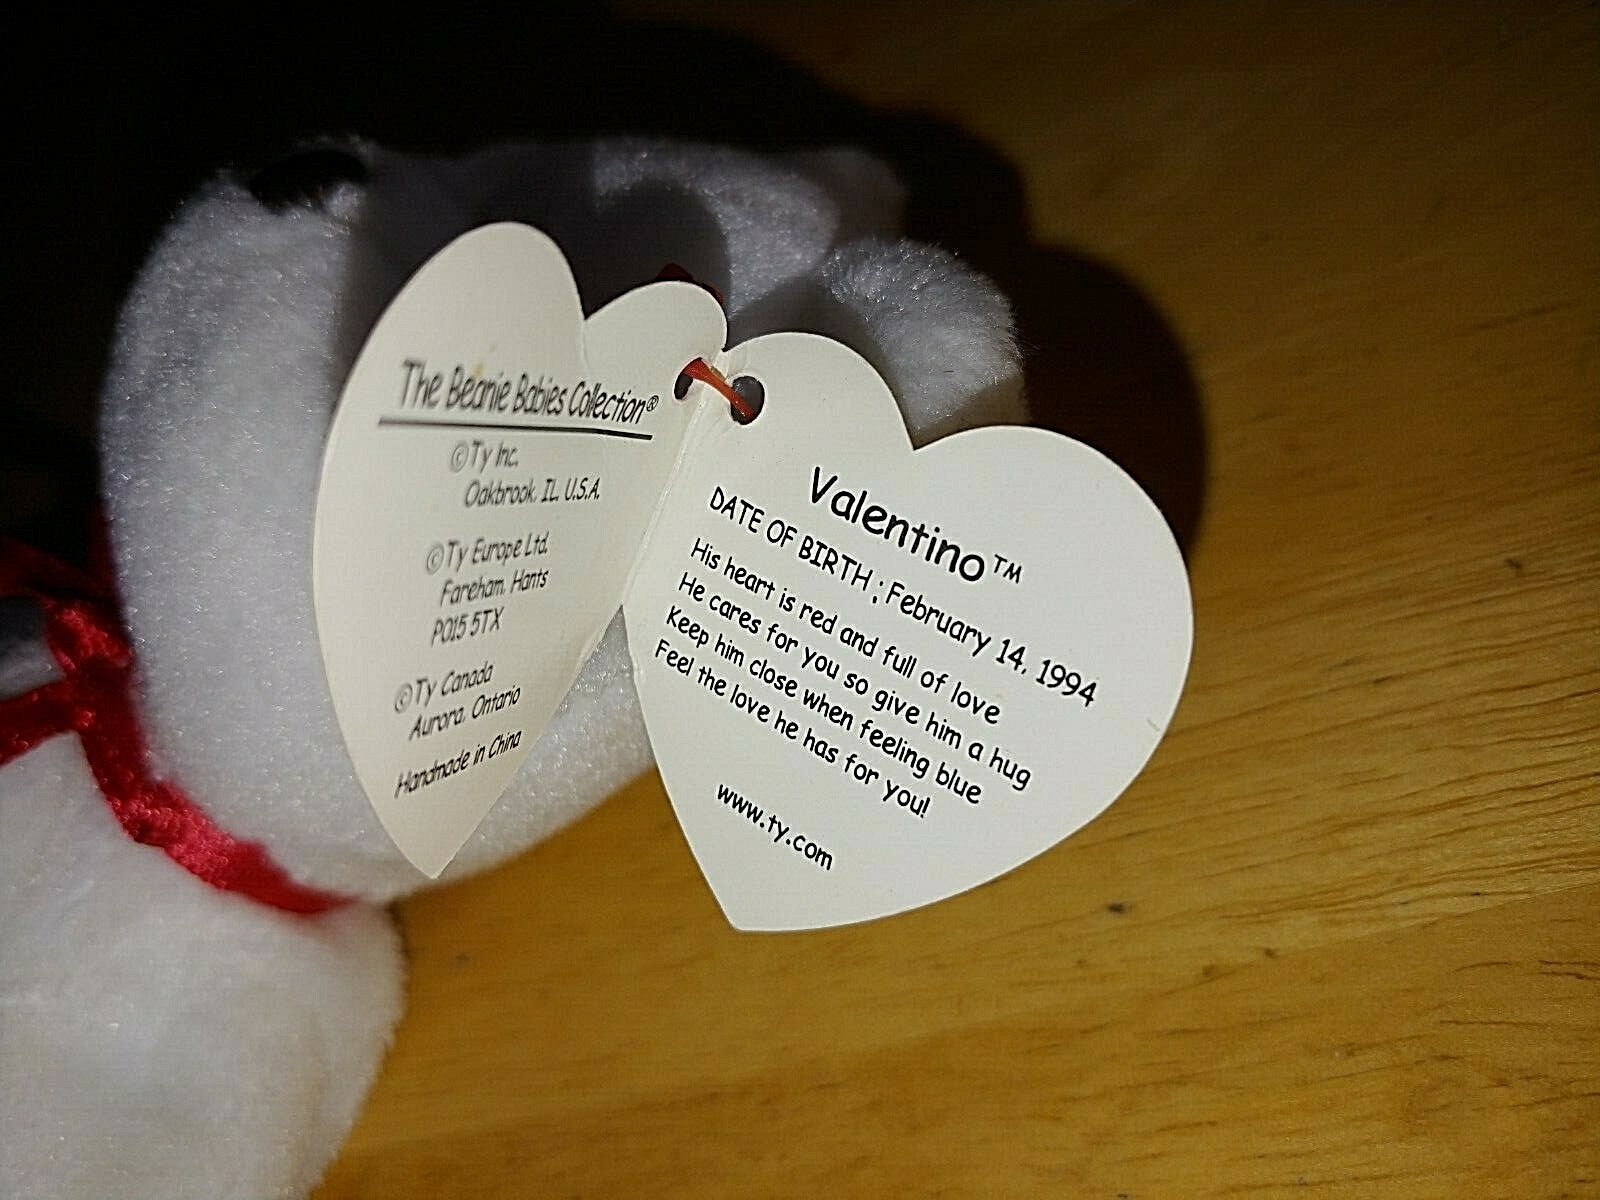 The Beanie Babies Collection®
©Ty Inc.
Oakbrook, IL, U.S.A.
©Ty Europe Ltd.
Fareham, Hants
PO15 5TX
©Ty Canada
Aurora, Ontario
Handmade in China
Valentino™
DATE OF BIRTH : February 14, 1994
His heart is red and full of love
He cares for you so give him a hug
Keep him close when feeling blue
Feel the love he has for you!
www.ty.com